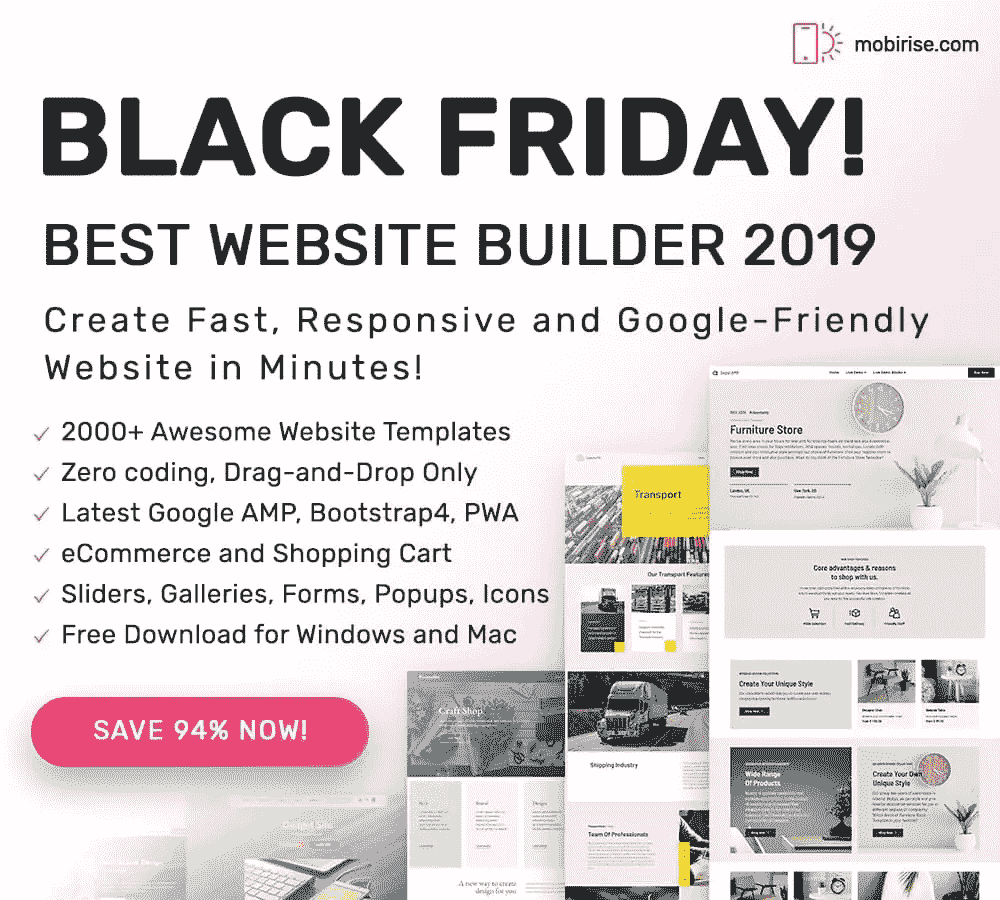 mobirise.com
BLACK FRIDAY!
BEST WEBSITE BUILDER 2019
Create Fast, Responsive and Google-Friendly
Website in Minutes!
2000+ Awesome Website Templates
Zero coding, Drag-and-Drop Only
Latest Google AMP, Bootstrap4, PWA
eCommerce and Shopping Cart
Sliders, Galleries, Forms, Popups, Icons
Free Download for Windows and Mac
SAVE 94% NOW!
Furniture Store
Transport
Our Transport Features
Core advantages & reasons
to shop with us.
Create Your Unique Style
Craft Shop
Shipping Industry
Wide Range
Of Products
Create Your Own
Unique Style
Team Of Professionals
A new way to create
design for you